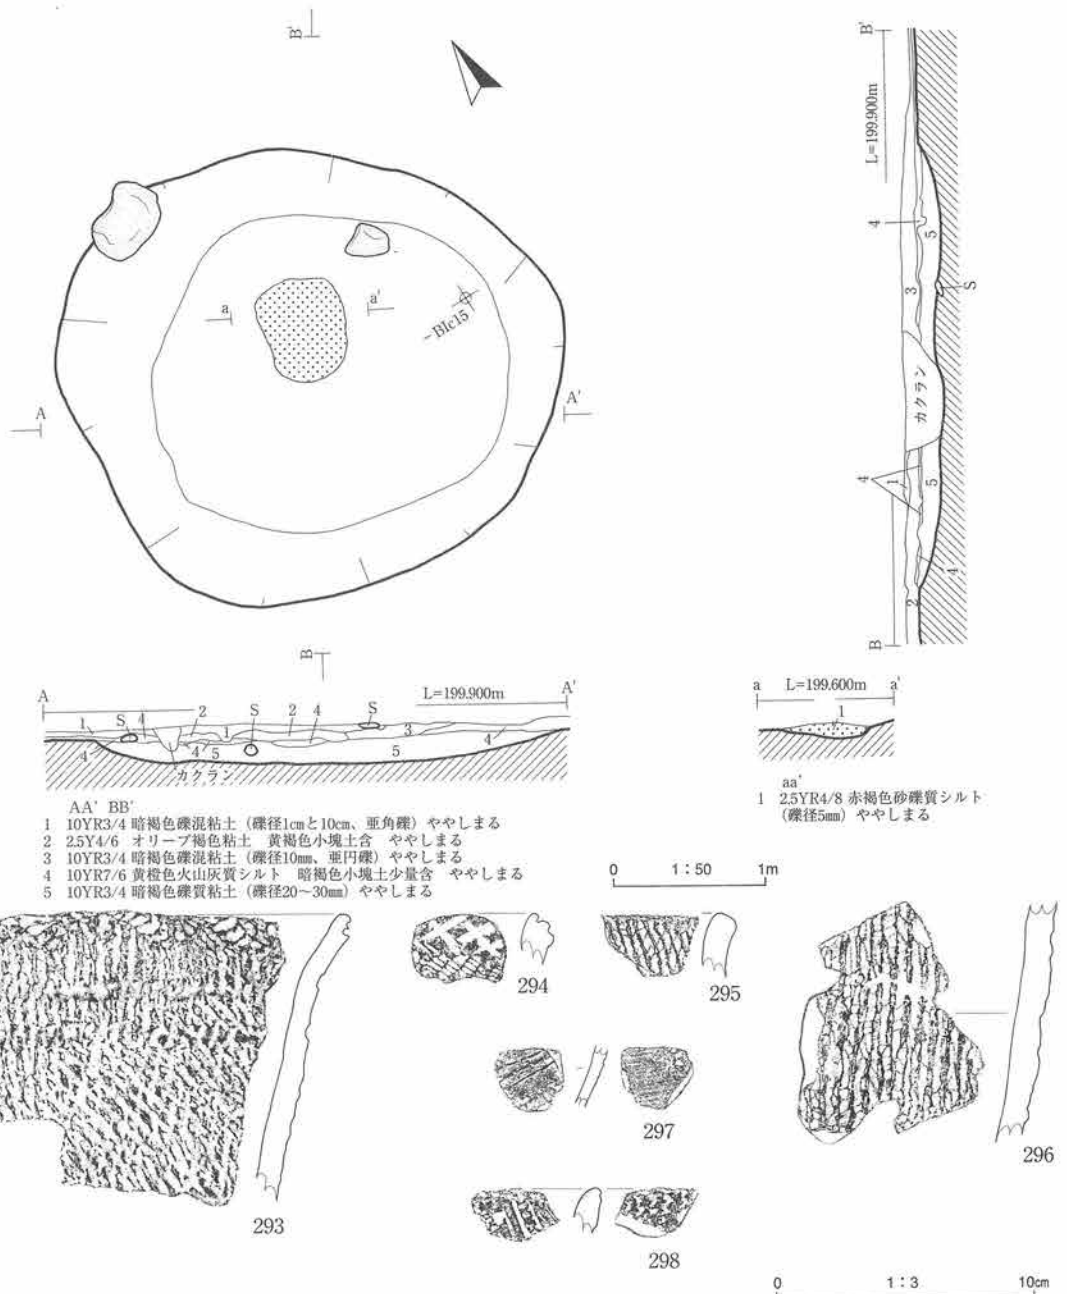 B'
a
a'
BIc15
A
A'
B
B'
L=199.900m
4
5
3
S
カクラン
4
1
5
4
2
B
A
L=199.900m
A'
1
S
4
2
1
S
2
4
S
3
4
4
4
5
5
カクラン
a
L=199.600m
a'
1
AA' BB'
1 10YR3/4 暗褐色礫混粘土（礫径1cmと10cm、亜角礫）ややしまる
2 2.5Y4/6 オリーブ褐色粘土 黄褐色小塊土含 ややしまる
3 10YR3/4 暗褐色礫混粘土（礫径10mm、亜円礫）ややしまる
4 10YR7/6 黄橙色火山灰質シルト 暗褐色小塊土少量含 ややしまる
5 10YR3/4 暗褐色礫質粘土（礫径20～30mm）ややしまる
aa'
1 2.5YR4/8 赤褐色砂礫質シルト
（礫径5mm）ややしまる
0 1：50 1m
293
294
295
296
297
298
0 1：3 10cm